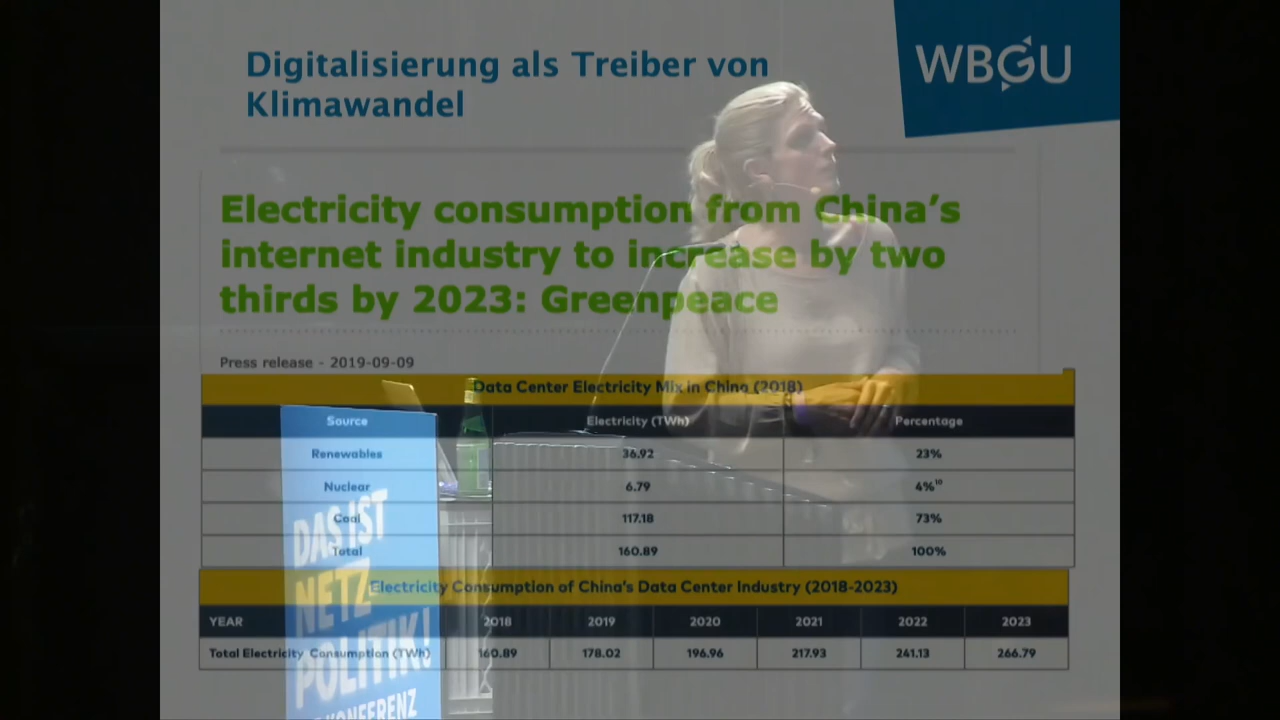 Digitalisierung als Treiber von
Klimawandel
WBGU
Electricity consumption from China's
internet industry to increase by two
thirds by 2023: Greenpeace
Press release - 2019-09-09
Data Center Electricity Mix in China (2018)
Source Electricity (TWh) Percentage
Renewables 36.92 23%
Nuclear 6.79 4%¹⁰
Coal 117.18 73%
Total 160.89 100%
Electricity Consumption of China's Data Center Industry (2018-2023)
YEAR 2018 2019 2020 2021 2022 2023
Total Electricity Consumption (TWh) 160.89 178.02 196.96 217.93 241.13 266.79
DAS IST
NETZ
POLITIK!
KONFERENZ